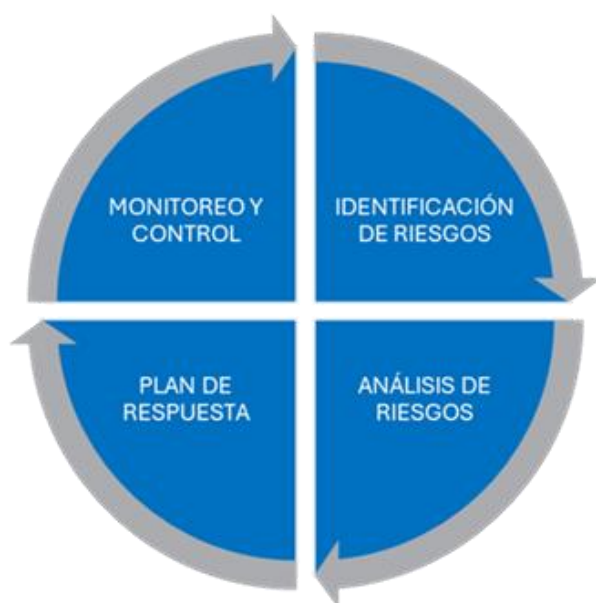 MONITOREO Y
CONTROL
IDENTIFICACIÓN
DE RIESGOS
PLAN DE
RESPUESTA
ANÁLISIS DE
RIESGOS